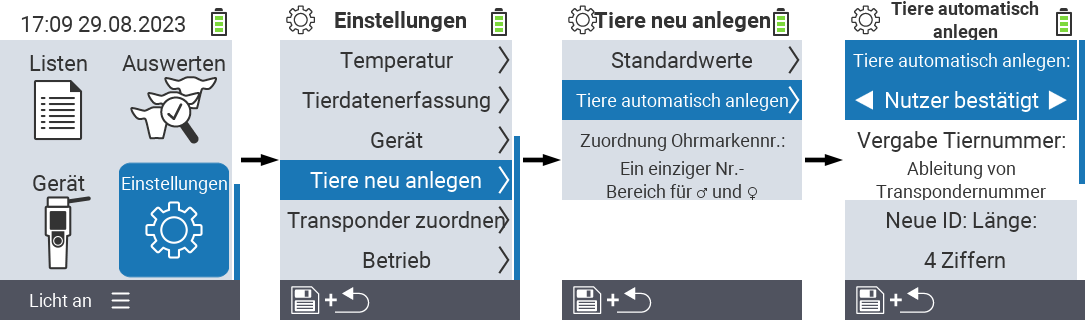 17:09 29.08.2023
Listen
Auswerten
Gerät
Einstellungen
Licht an
Einstellungen
Temperatur
Tierdatenerfassung
Gerät
Tiere neu anlegen
Transponder zuordnen
Betrieb
Tiere neu anlegen
Standardwerte
Tiere automatisch anlegen
Zuordnung Ohrmarkennr.:
Ein einziger Nr.-
Bereich für ♂ und ♀
Tiere automatisch
anlegen
Tiere automatisch anlegen:
Nutzer bestätigt
Vergabe Tiernummer:
Ableitung von
Transpondernummer
Neue ID: Länge:
4 Ziffern